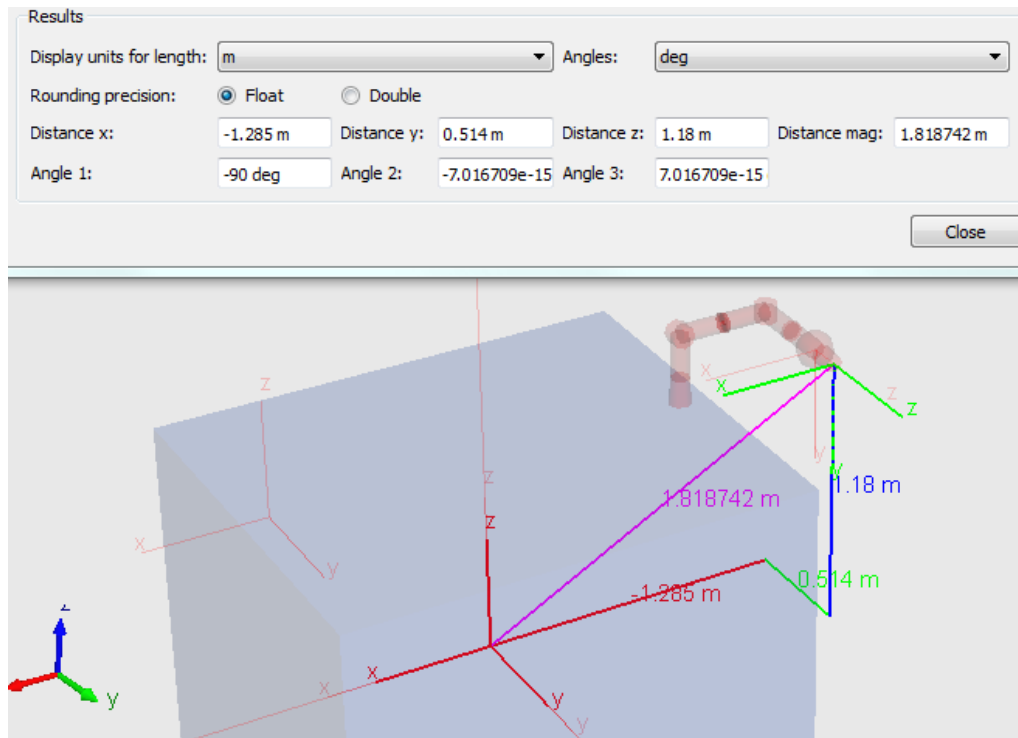 Results
Display units for length: m Angles: deg
Rounding precision: Float Double
Distance x: -1.285 m Distance y: 0.514 m Distance z: 1.18 m Distance mag: 1.818742 m
Angle 1: -90 deg Angle 2: -7.016709e-15 Angle 3: 7.016709e-15
Close
x
x
z
z
z
y
y
1.18 m
z
1.818742 m
z
x
y
0.514 m
-1.285 m
z
x
x
y
y
y